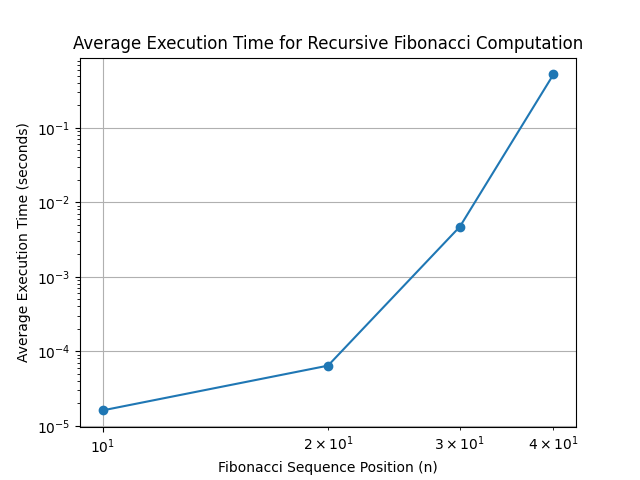 Average Execution Time for Recursive Fibonacci Computation
Average Execution Time (seconds)
10⁻¹
10⁻²
10⁻³
10⁻⁴
10⁻⁵
10¹
2 × 10¹
3 × 10¹
4 × 10¹
Fibonacci Sequence Position (n)